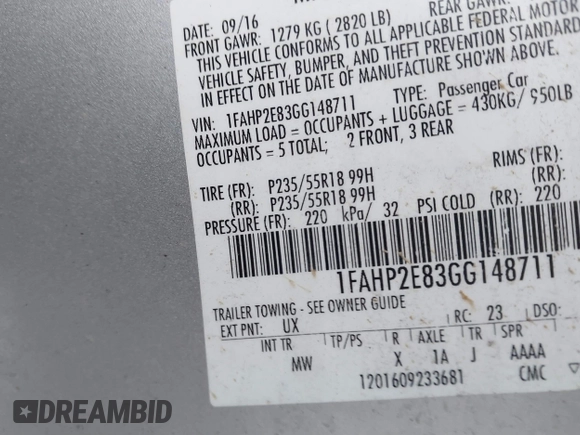 DATE: 09/16
REAR GAWR:
FRONT GAWR: 1279 KG ( 2820 LB)
THIS VEHICLE CONFORMS TO ALL APPLICABLE FEDERAL MOTOR
VEHICLE SAFETY, BUMPER, AND THEFT PREVENTION STANDARD
IN EFFECT ON THE DATE OF MANUFACTURE SHOWN ABOVE.
VIN: 1FAHP2E83GG148711 TYPE: Passenger Car
MAXIMUM LOAD = OCCUPANTS + LUGGAGE = 430KG/ 950LB
OCCUPANTS = 5 TOTAL; 2 FRONT, 3 REAR
TIRE (FR): P235/55R18 99H RIMS (FR):
(RR): P235/55R18 99H (RR):
PRESSURE (FR): 220 kPa/ 32 PSI COLD (RR): 220
1FAHP2E83GG148711
TRAILER TOWING - SEE OWNER GUIDE
EXT PNT: UX RC: 23 DSO:
INT TR TP/PS R AXLE TR SPR
MW X 1A J AAAA
1201609233681 CMC
DREAMBID